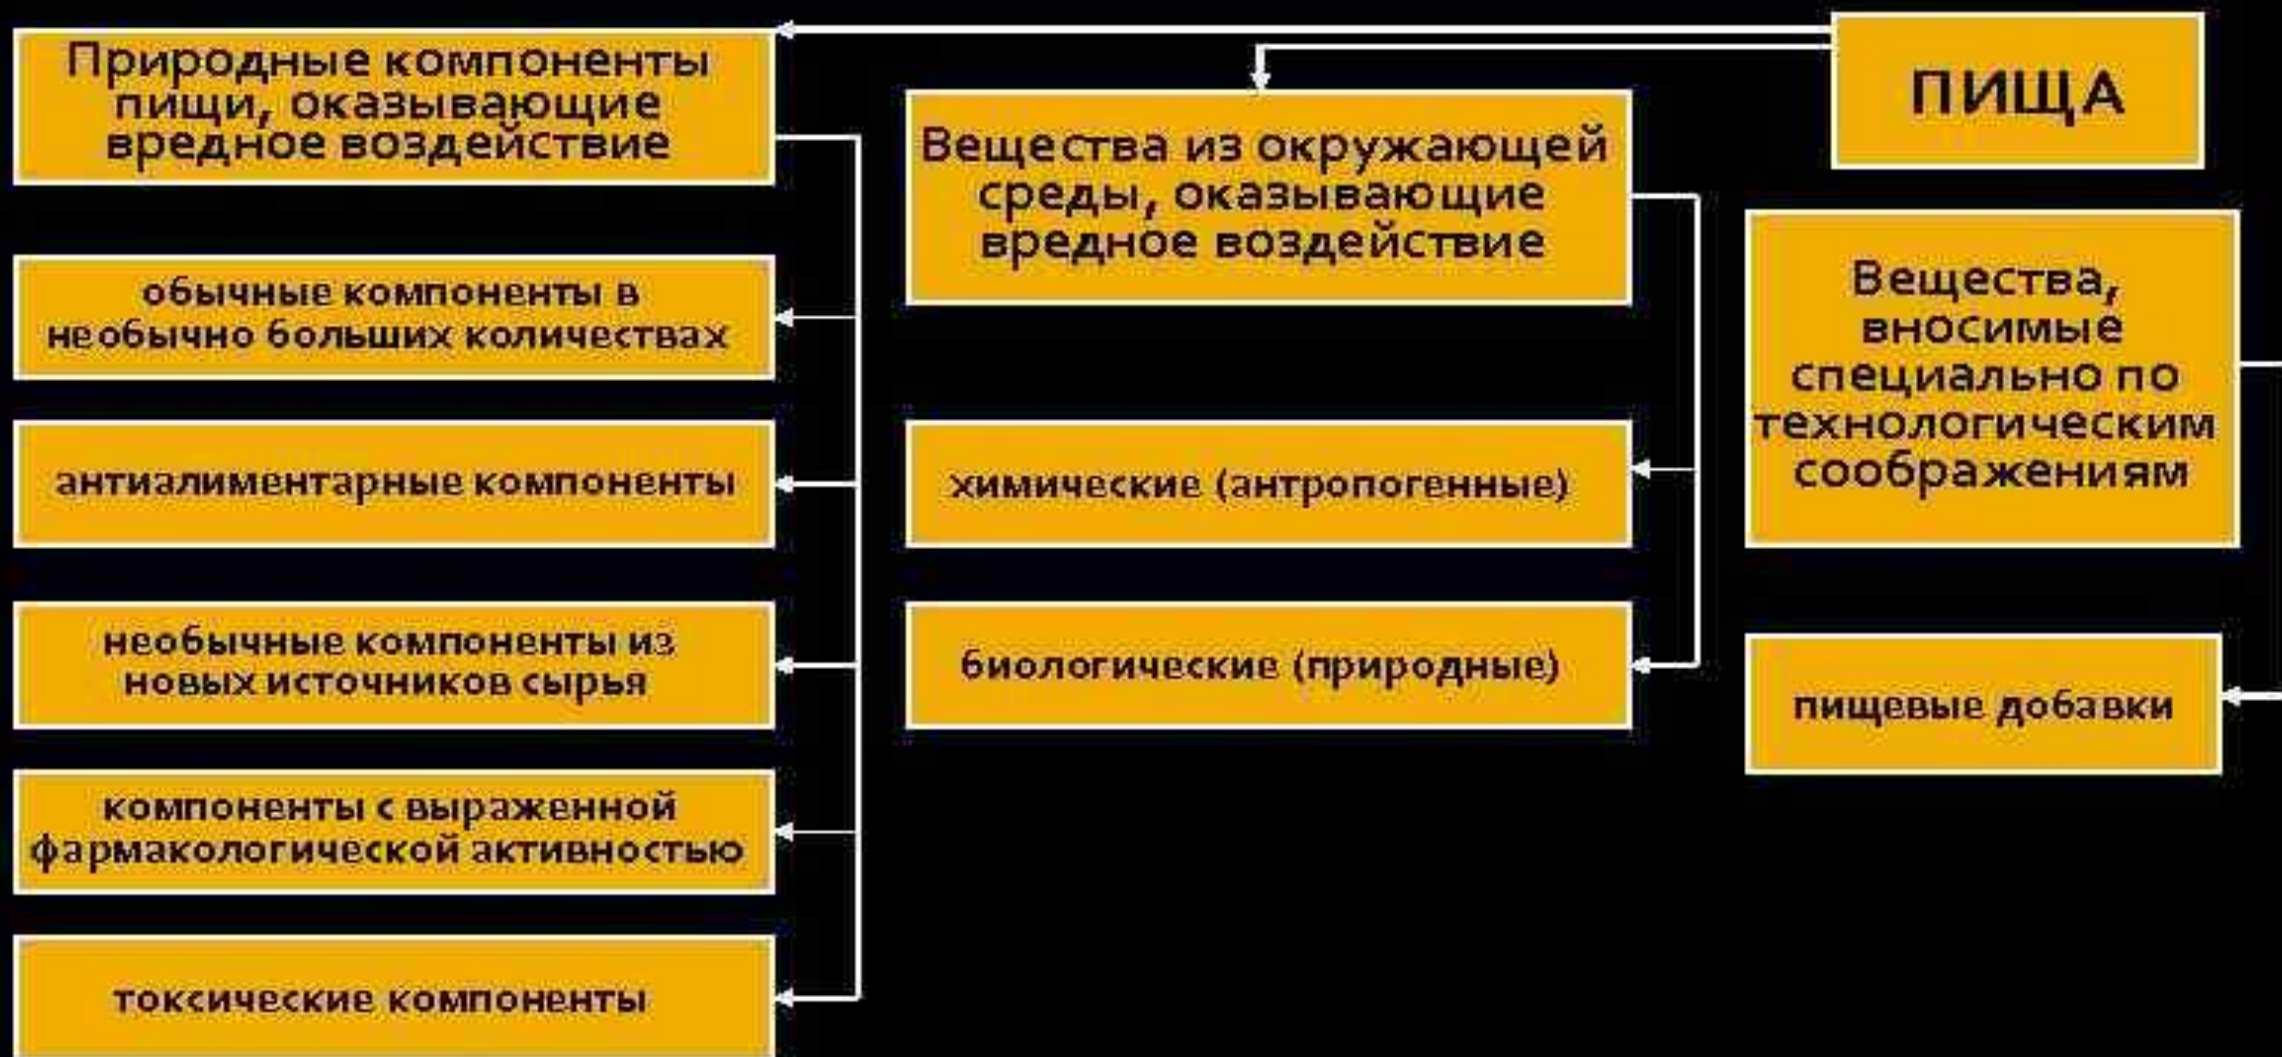 ПИЩА
Природные компоненты
пищи, оказывающие
вредное воздействие
обычные компоненты в
необычно больших количествах
антиалиментарные компоненты
необычные компоненты из
новых источников сырья
компоненты с выраженной
фармакологической активностью
токсические компоненты
Вещества из окружающей
среды, оказывающие
вредное воздействие
химические (антропогенные)
биологические (природные)
Вещества,
вносимые
специально по
технологическим
соображениям
пищевые добавки